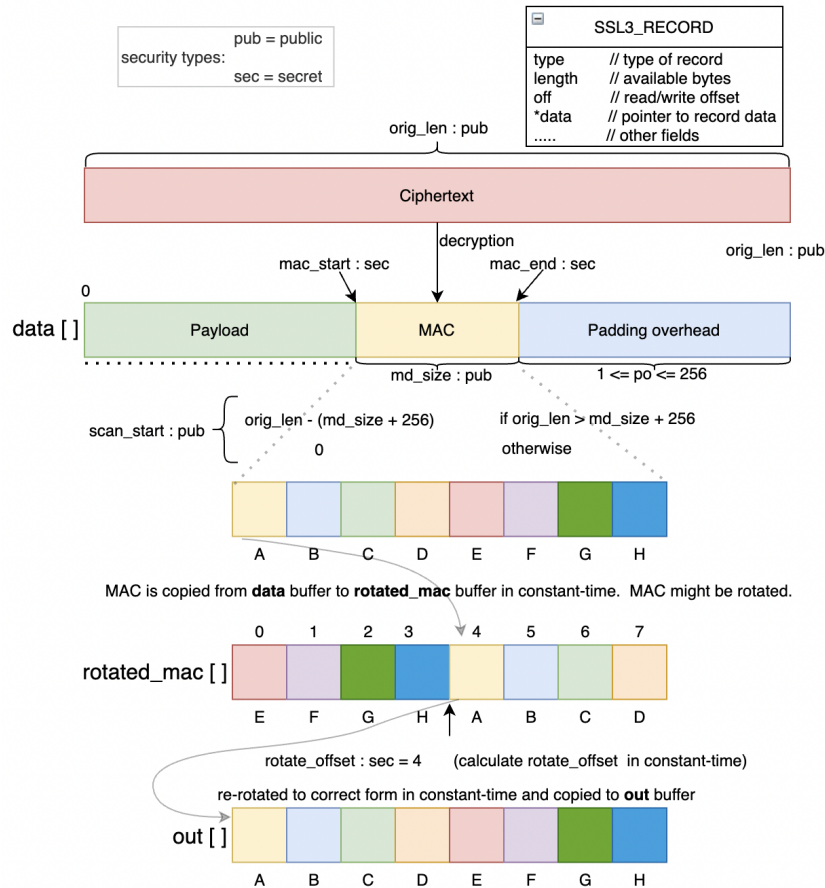 pub = public
security types:
sec = secret
SSL3_RECORD
type // type of record
length // available bytes
off // read/write offset
*data // pointer to record data
..... // other fields
orig_len : pub
Ciphertext
decryption
orig_len : pub
mac_start : sec
mac_end : sec
0
data [ ]
Payload
MAC
Padding overhead
md_size : pub
1 <= po <= 256
scan_start : pub
orig_len - (md_size + 256) if orig_len > md_size + 256
0 otherwise
A B C D E F G H
MAC is copied from data buffer to rotated_mac buffer in constant-time. MAC might be rotated.
0 1 2 3 4 5 6 7
rotated_mac [ ]
E F G H A B C D
rotate_offset : sec = 4 (calculate rotate_offset in constant-time)
re-rotated to correct form in constant-time and copied to out buffer
out [ ]
A B C D E F G H